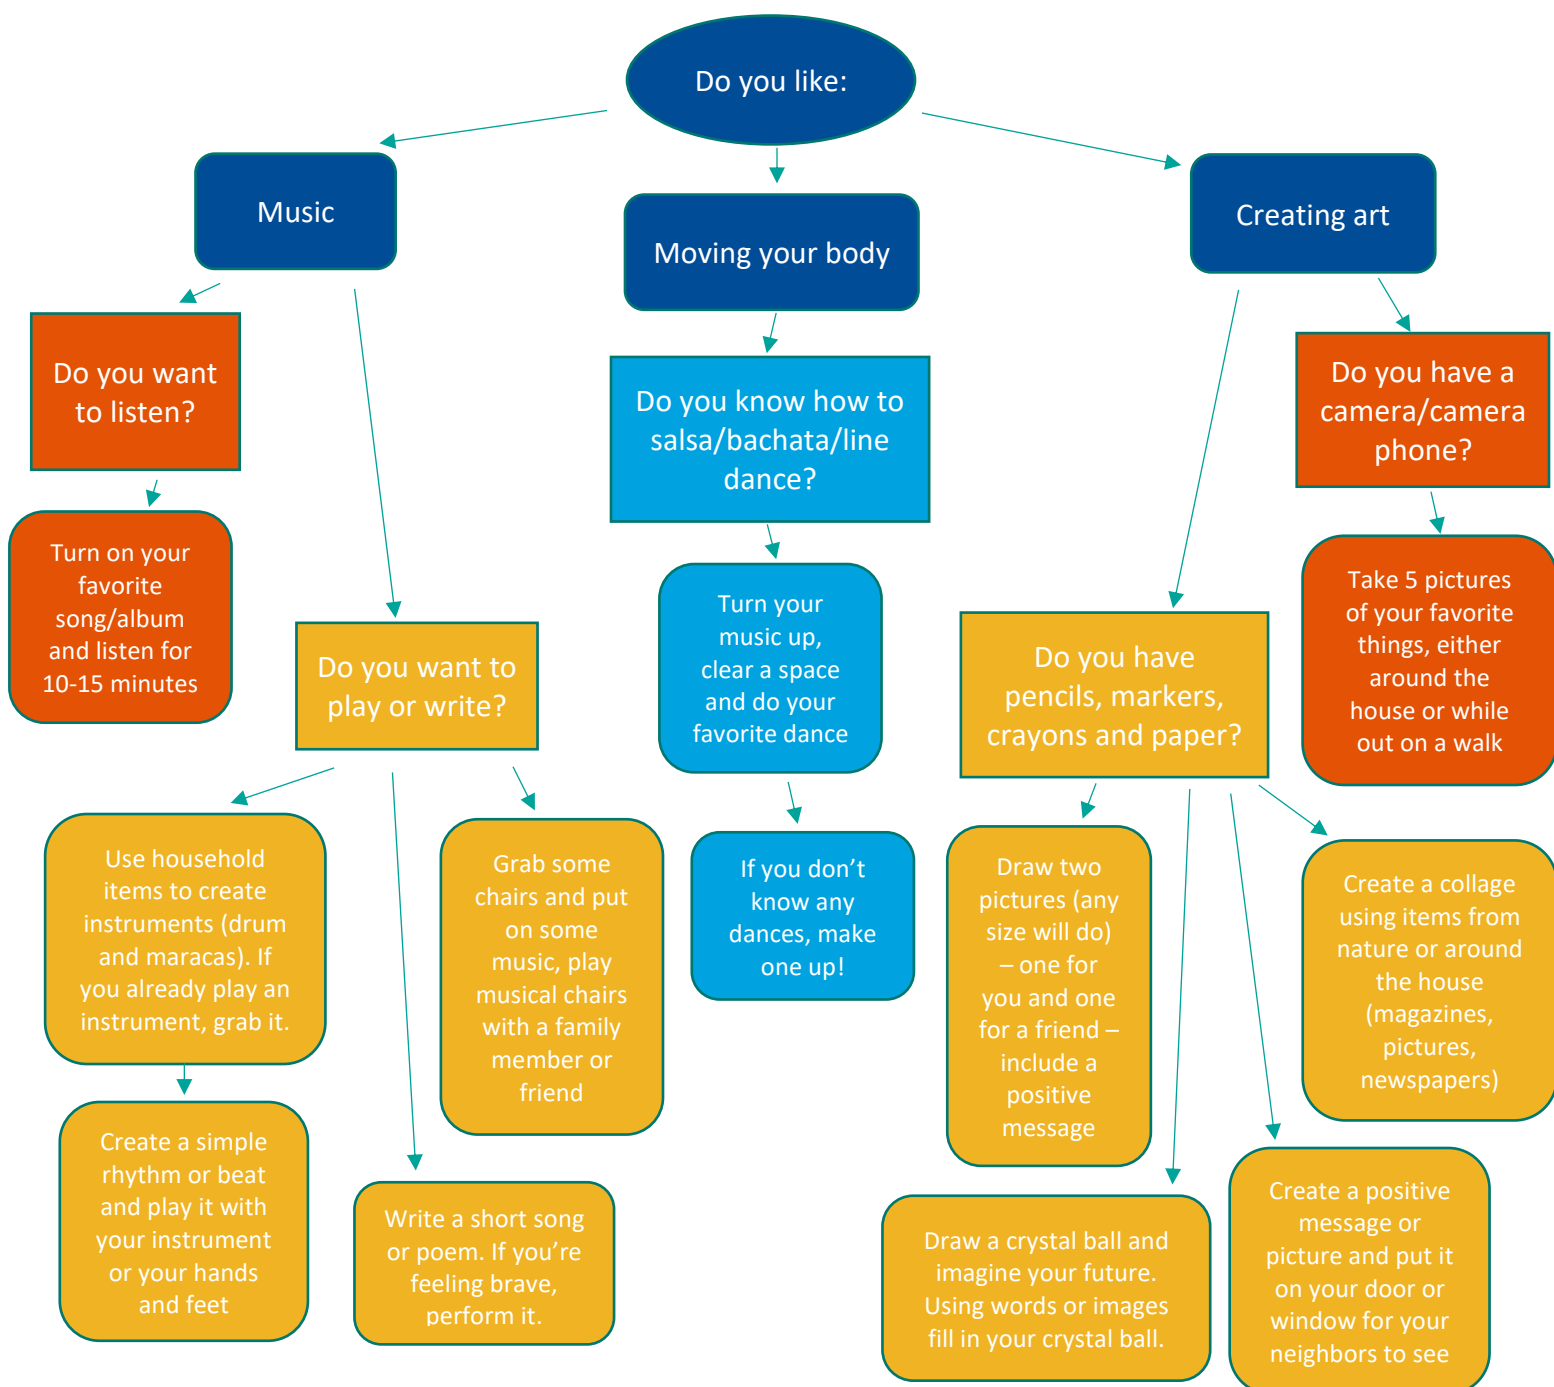 Do you like:
Music
Moving your body
Creating art
Do you want
to listen?
Turn on your
favorite
song/album
and listen for
10-15 minutes
Do you want to
play or write?
Use household
items to create
instruments (drum
and maracas). If
you already play an
instrument, grab it.
Create a simple
rhythm or beat
and play it with
your instrument
or your hands
and feet
Write a short song
or poem. If you’re
feeling brave,
perform it.
Grab some
chairs and put
on some
music, play
musical chairs
with a family
member or
friend
Do you know how to
salsa/bachata/line
dance?
Turn your
music up,
clear a space
and do your
favorite dance
If you don’t
know any
dances, make
one up!
Do you have
pencils, markers,
crayons and paper?
Draw two
pictures (any
size will do)
– one for
you and one
for a friend –
include a
positive
message
Draw a crystal ball and
imagine your future.
Using words or images
fill in your crystal ball.
Create a positive
message or
picture and put it
on your door or
window for your
neighbors to see
Create a collage
using items from
nature or around
the house
(magazines,
pictures,
newspapers)
Do you have a
camera/camera
phone?
Take 5 pictures
of your favorite
things, either
around the
house or while
out on a walk